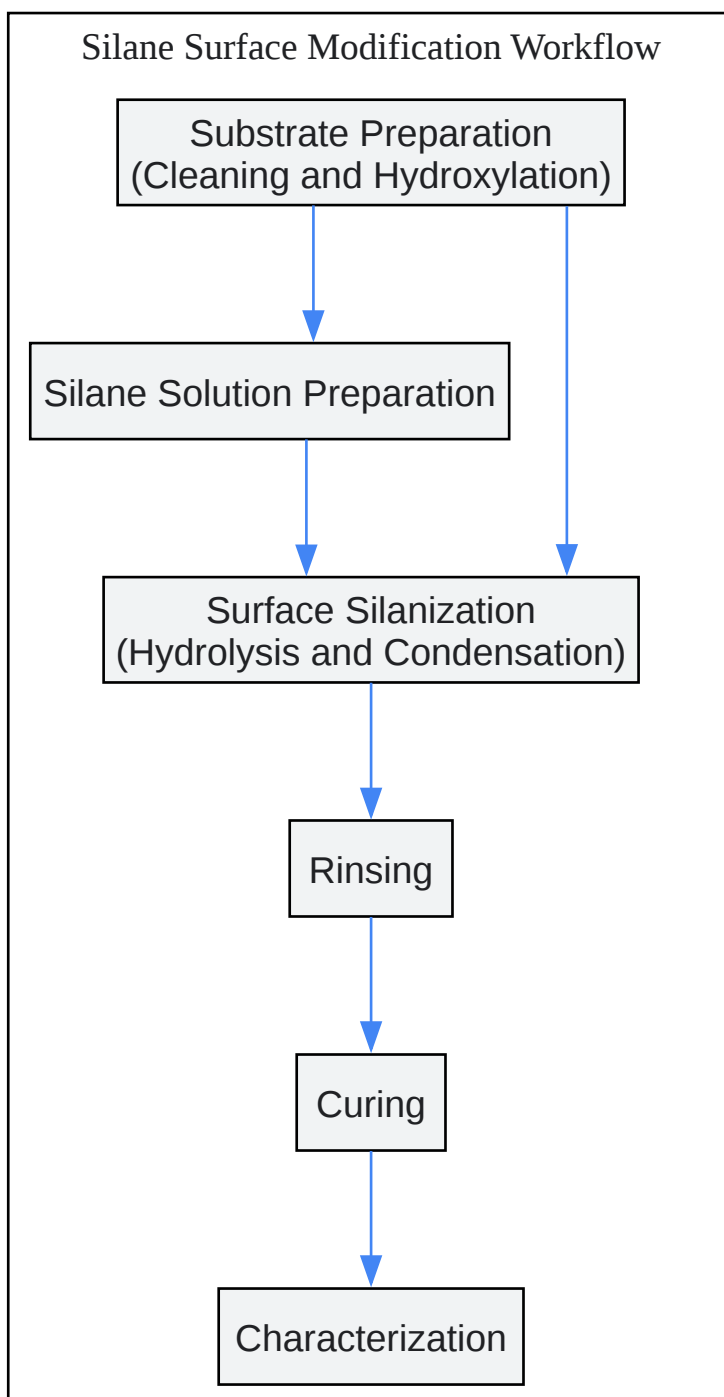 Silane Surface Modification Workflow
Substrate Preparation
(Cleaning and Hydroxylation)
Silane Solution Preparation
Surface Silanization
(Hydrolysis and Condensation)
Rinsing
Curing
Characterization